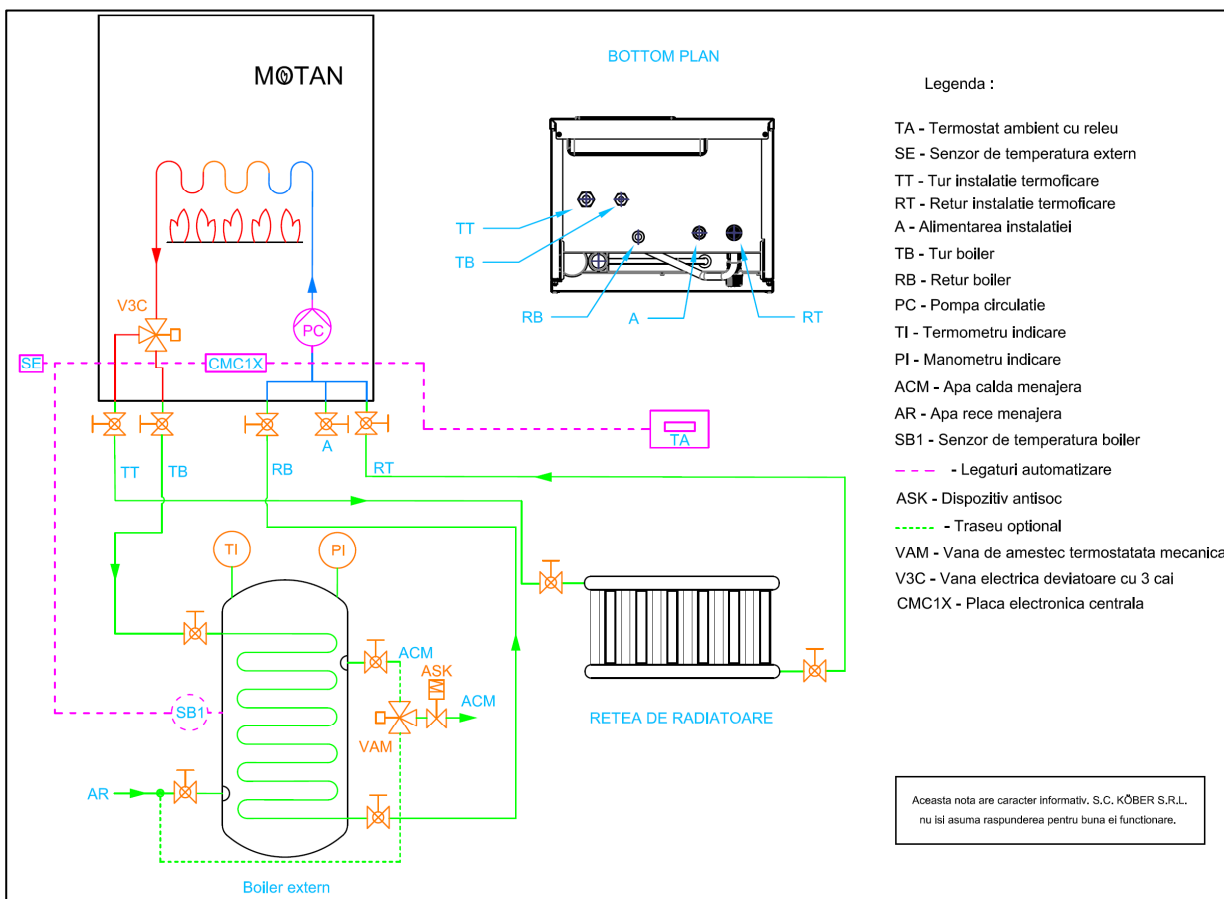 MOTAN
BOTTOM PLAN
TT
TB
RB
A
RT
V3C
PC
SE
CMC1X
TA
A
TT
TB
RB
RT
TI
PI
ACM
ASK
ACM
SB1
VAM
AR
Boiler extern
RETEA DE RADIATOARE
Legenda :
TA - Termostat ambient cu releu
SE - Senzor de temperatura extern
TT - Tur instalatie termoficare
RT - Retur instalatie termoficare
A - Alimentarea instalatiei
TB - Tur boiler
RB - Retur boiler
PC - Pompa circulatie
TI - Termometru indicare
PI - Manometru indicare
ACM - Apa calda menajera
AR - Apa rece menajera
SB1 - Senzor de temperatura boiler
- Legaturi automatizare
ASK - Dispozitiv antisoc
- Traseu optional
VAM - Vana de amestec termostatata mecanica
V3C - Vana electrica deviatoare cu 3 cai
CMC1X - Placa electronica centrala
Aceasta nota are caracter informativ. S.C. KÖBER S.R.L.
nu isi asuma raspunderea pentru buna ei functionare.